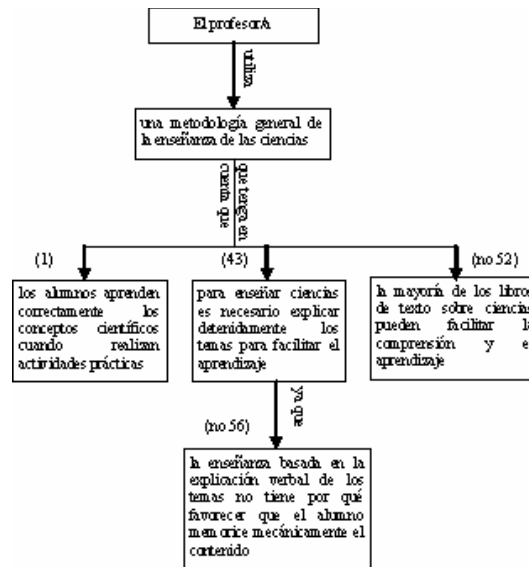 El profesorA
utiliza
una metodología general de
la enseñanza de las ciencias
que tenga en
cuenta que
(1)
(43)
(no 52)
los alumnos aprenden
correctamente los
conceptos científicos
cuando realizan
actividades prácticas
para enseñar ciencias
es necesario explicar
detenidamente los
temas para facilitar el
aprendizaje
la mayoría de los libros
de texto sobre ciencias
pueden facilitar la
comprensión y el
aprendizaje
ya que
(no 56)
la enseñanza basada en la
explicación verbal de los
temas no tiene por qué
favorecer que el alumno
memorice mecánicamente el
contenido